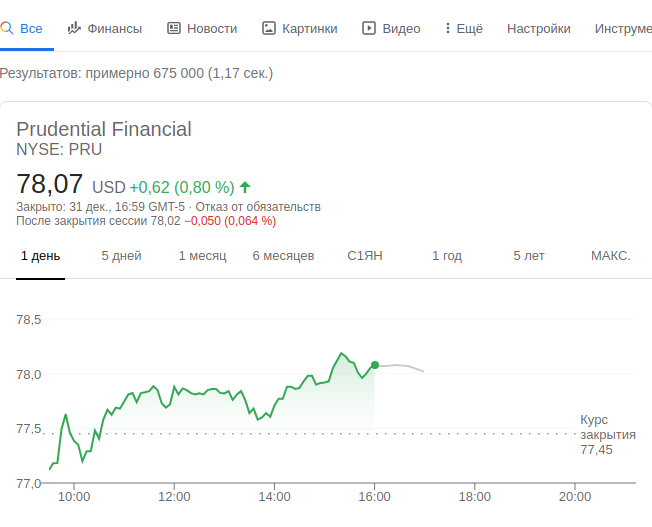 Все Финансы Новости Картинки Видео Ещё Настройки Инструме
Результатов: примерно 675 000 (1,17 сек.)
Prudential Financial
NYSE: PRU
78,07 USD +0,62 (0,80 %)
Закрыто: 31 дек., 16:59 GMT-5 · Отказ от обязательств
После закрытия сессии 78,02 −0,050 (0,064 %)
1 день 5 дней 1 месяц 6 месяцев С1ЯН 1 год 5 лет МАКС.
78,5
78,0
77,5
Курс
закрытия
77,45
77,0
10:00 12:00 14:00 16:00 18:00 20:00